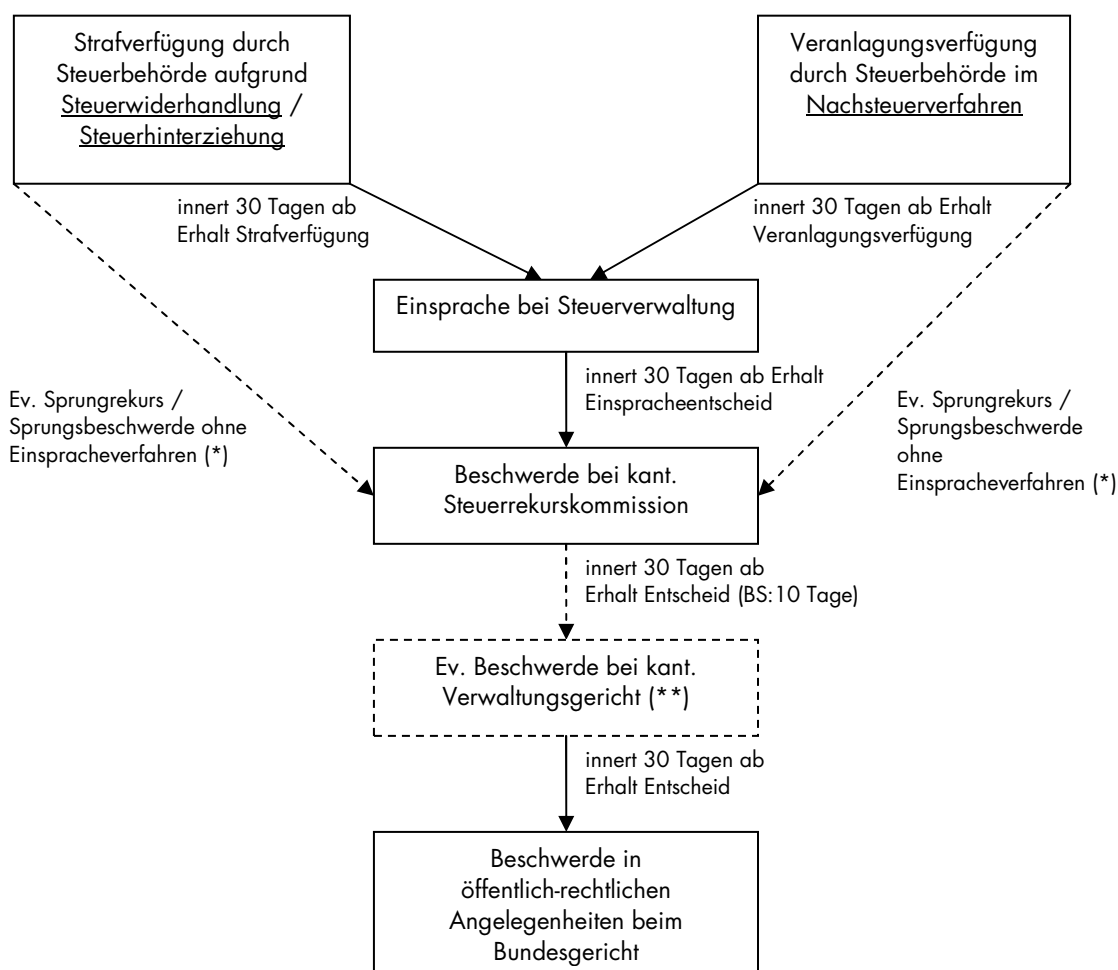 Strafverfügung durch
Steuerbehörde aufgrund
Steuerwiderhandlung /
Steuerhinterziehung
Veranlagungsverfügung
durch Steuerbehörde im
Nachsteuerverfahren
innert 30 Tagen ab
Erhalt Strafverfügung
innert 30 Tagen ab Erhalt
Veranlagungsverfügung
Einsprache bei Steuerverwaltung
innert 30 Tagen ab Erhalt
Einspracheentscheid
Ev. Sprungrekurs /
Sprungsbeschwerde ohne
Einspracheverfahren (*)
Ev. Sprungrekurs /
Sprungsbeschwerde
ohne
Einspracheverfahren (*)
Beschwerde bei kant.
Steuerrekurskommission
innert 30 Tagen ab
Erhalt Entscheid (BS:10 Tage)
Ev. Beschwerde bei kant.
Verwaltungsgericht (**)
innert 30 Tagen ab
Erhalt Entscheid
Beschwerde in
öffentlich-rechtlichen
Angelegenheiten beim
Bundesgericht